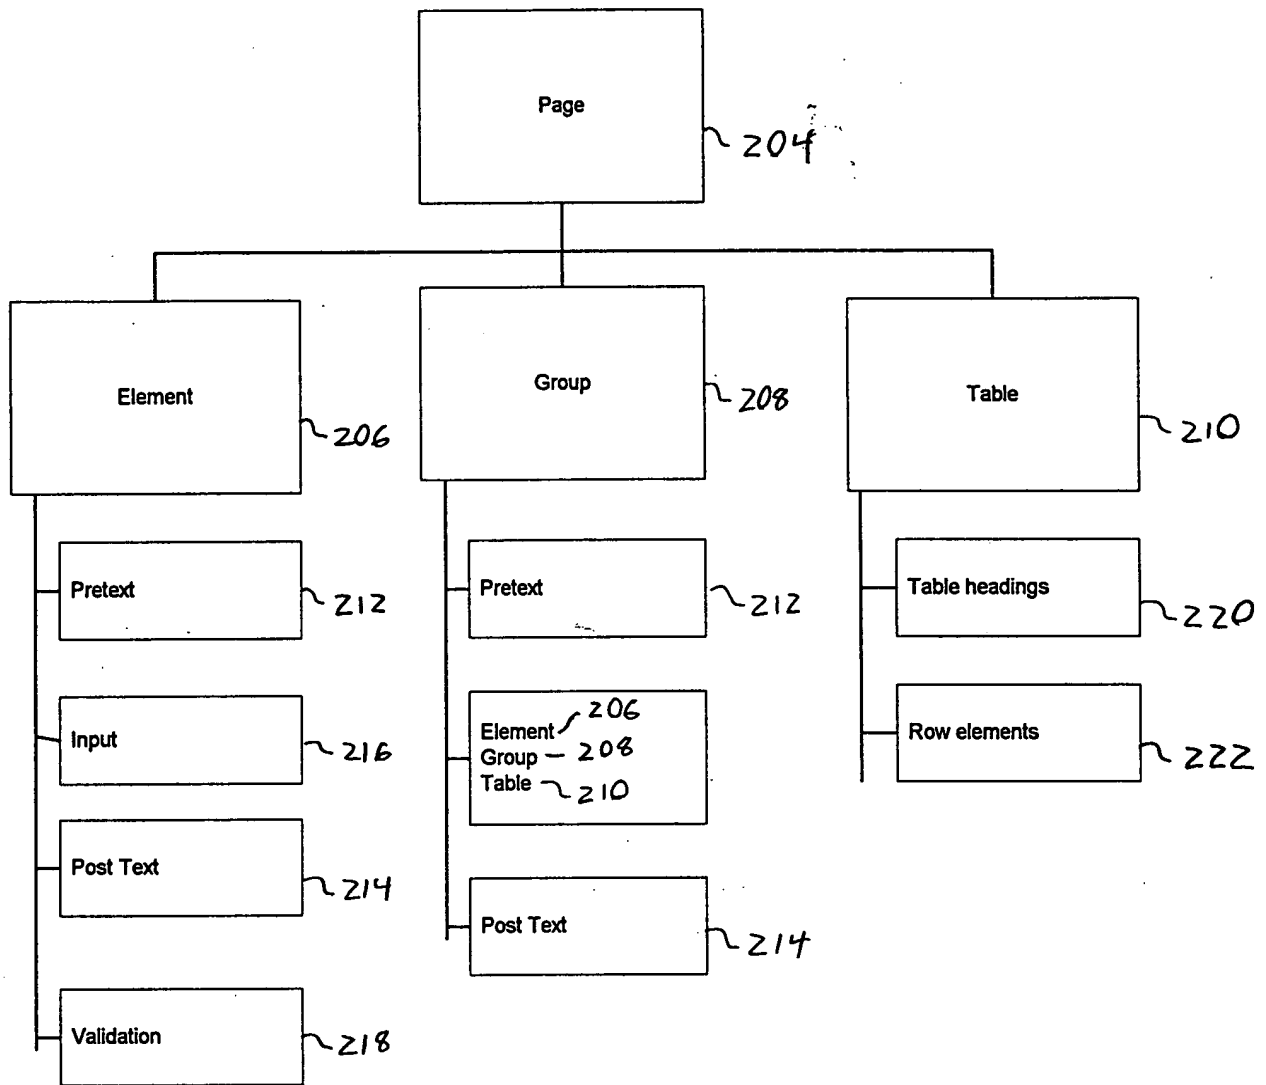 Page
204
Element
206
Group
208
Table
210
Pretext
212
Input
216
Post Text
214
Validation
218
Pretext
212
Element 206
Group 208
Table 210
Post Text
214
Table headings
220
Row elements
222